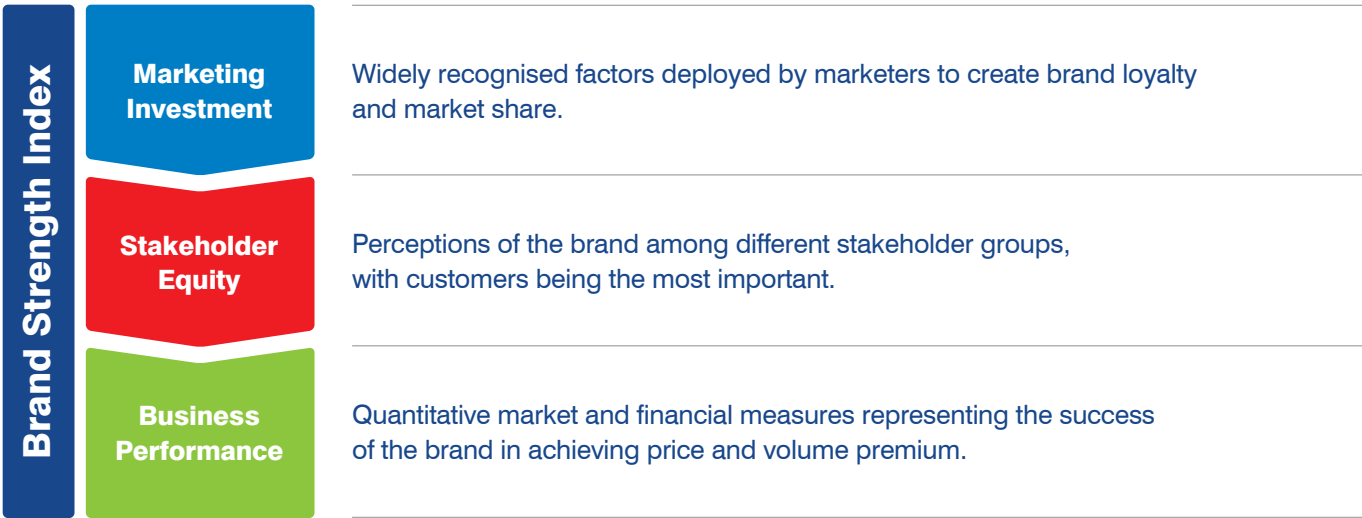 Brand Strength Index
Marketing
Investment
Widely recognised factors deployed by marketers to create brand loyalty
and market share.
Stakeholder
Equity
Perceptions of the brand among different stakeholder groups,
with customers being the most important.
Business
Performance
Quantitative market and financial measures representing the success
of the brand in achieving price and volume premium.